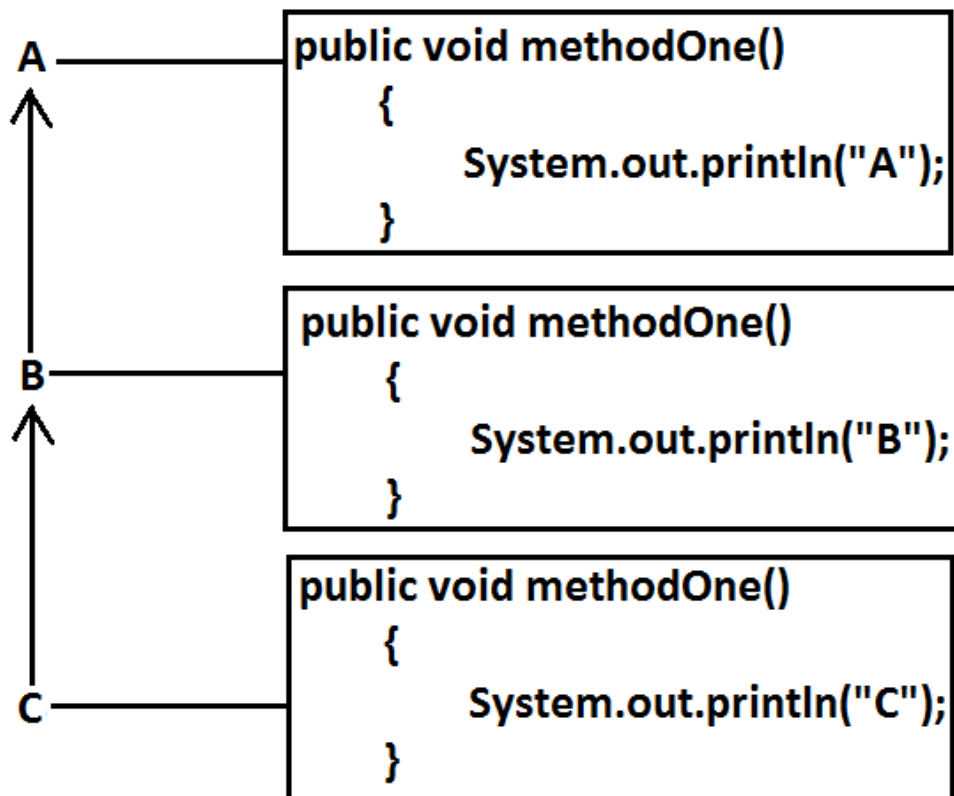 A
public void methodOne()
{
System.out.println("A");
}
B
public void methodOne()
{
System.out.println("B");
}
C
public void methodOne()
{
System.out.println("C");
}